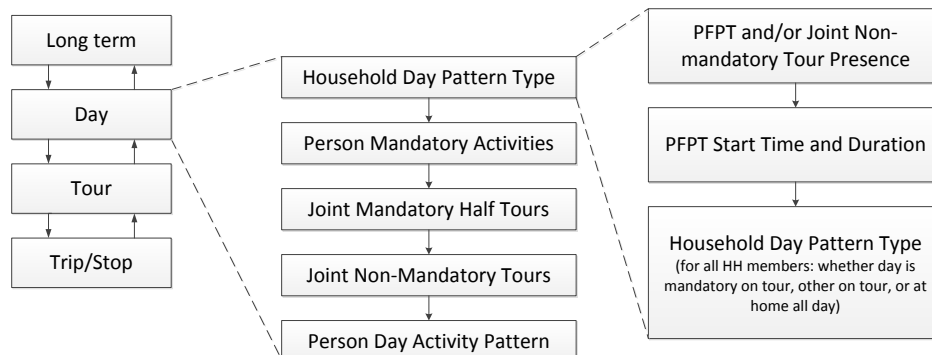 Long term
Day
Tour
Trip/Stop
Household Day Pattern Type
Person Mandatory Activities
Joint Mandatory Half Tours
Joint Non-Mandatory Tours
Person Day Activity Pattern
PFPT and/or Joint Non-
mandatory Tour Presence
PFPT Start Time and Duration
Household Day Pattern Type
(for all HH members: whether day is
mandatory on tour, other on tour, or at
home all day)